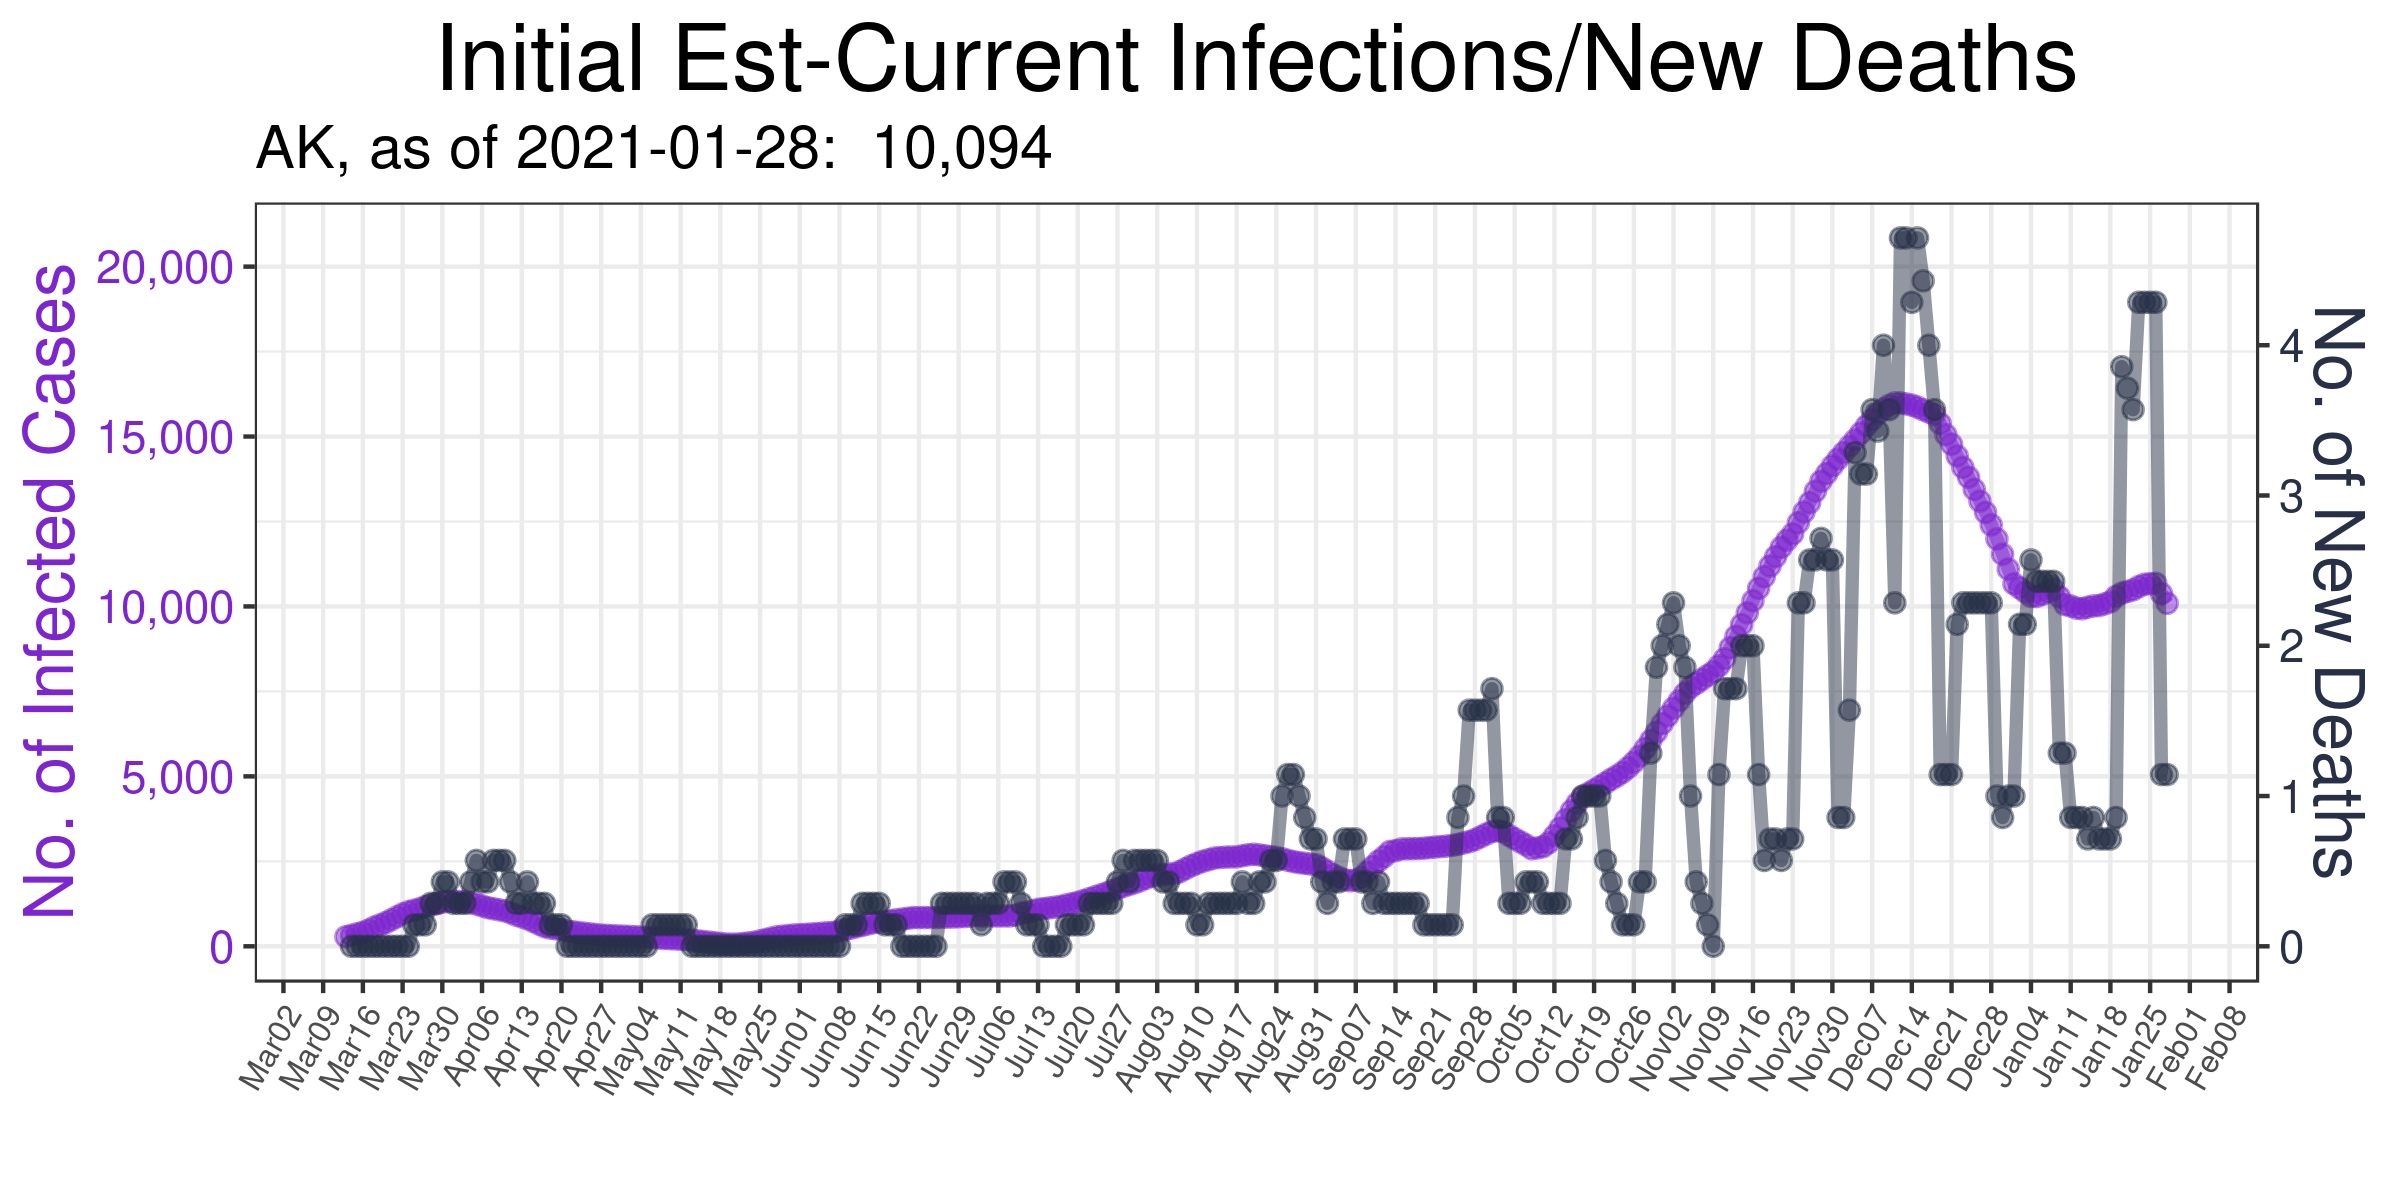 Initial Est-Current Infections/New Deaths
AK, as of 2021-01-28:  10,094
No. of Infected Cases
20,000
15,000
10,000
5,000
0
4
3
2
1
0
No. of New Deaths
Mar02
Mar09
Mar16
Mar23
Mar30
Apr06
Apr13
Apr20
Apr27
May04
May11
May18
May25
Jun01
Jun08
Jun15
Jun22
Jun29
Jul06
Jul13
Jul20
Jul27
Aug03
Aug10
Aug17
Aug24
Aug31
Sep07
Sep14
Sep21
Sep28
Oct05
Oct12
Oct19
Oct26
Nov02
Nov09
Nov16
Nov23
Nov30
Dec07
Dec14
Dec21
Dec28
Jan04
Jan11
Jan18
Jan25
Feb01
Feb08